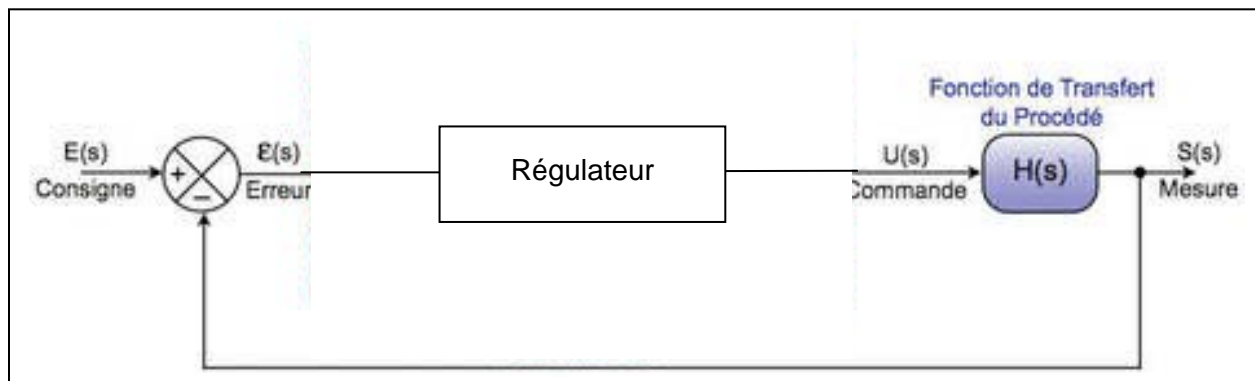 Fonction de Transfert
du Procédé
E(s)
Consigne
+
−
Ɛ(s)
Erreur
Régulateur
U(s)
Commande
H(s)
S(s)
Mesure